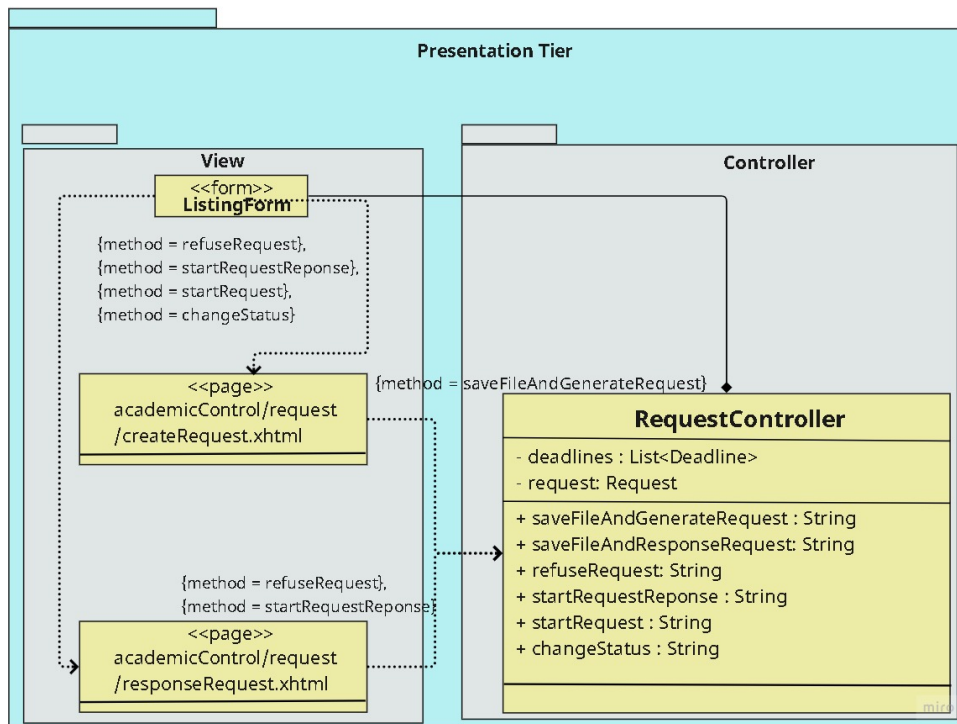 Presentation Tier
View
Controller
<<form>>
ListingForm
{method = refuseRequest},
{method = startRequestReponse},
{method = startRequest},
{method = changeStatus}
<<page>>
academicControl/request
/createRequest.xhtml
{method = saveFileAndGenerateRequest}
RequestController
- deadlines : List<Deadline>
- request: Request
+ saveFileAndGenerateRequest : String
+ saveFileAndResponseRequest: String
+ refuseRequest: String
+ startRequestReponse : String
+ startRequest : String
+ changeStatus : String
{method = refuseRequest},
{method = startRequestReponse}
<<page>>
academicControl/request
/responseRequest.xhtml
miro